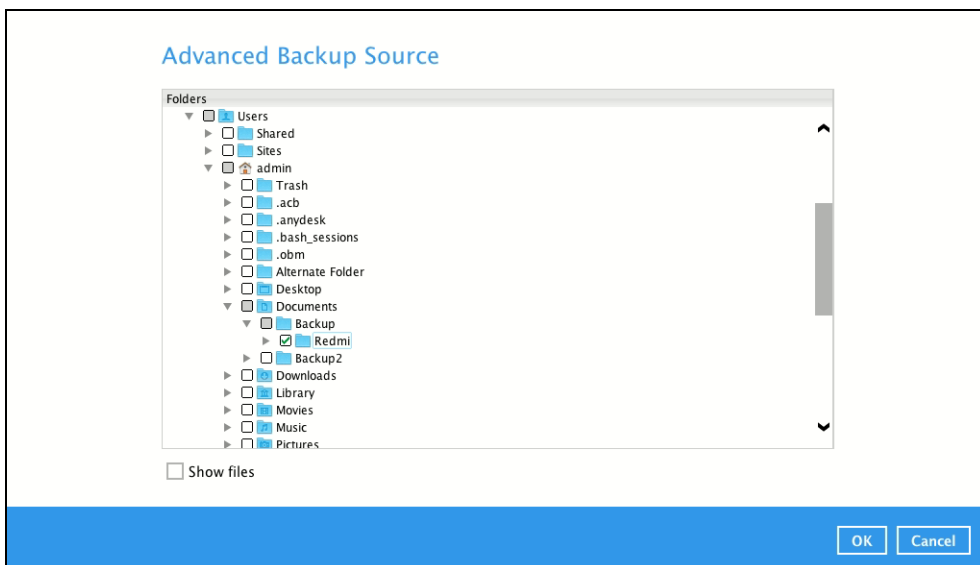 Advanced Backup Source
Folders
Users
Shared
Sites
admin
Trash
.acb
.anydesk
.bash_sessions
.obm
Alternate Folder
Desktop
Documents
Backup
Redmi
Backup2
Downloads
Library
Movies
Music
Pictures
Show files
OK
Cancel